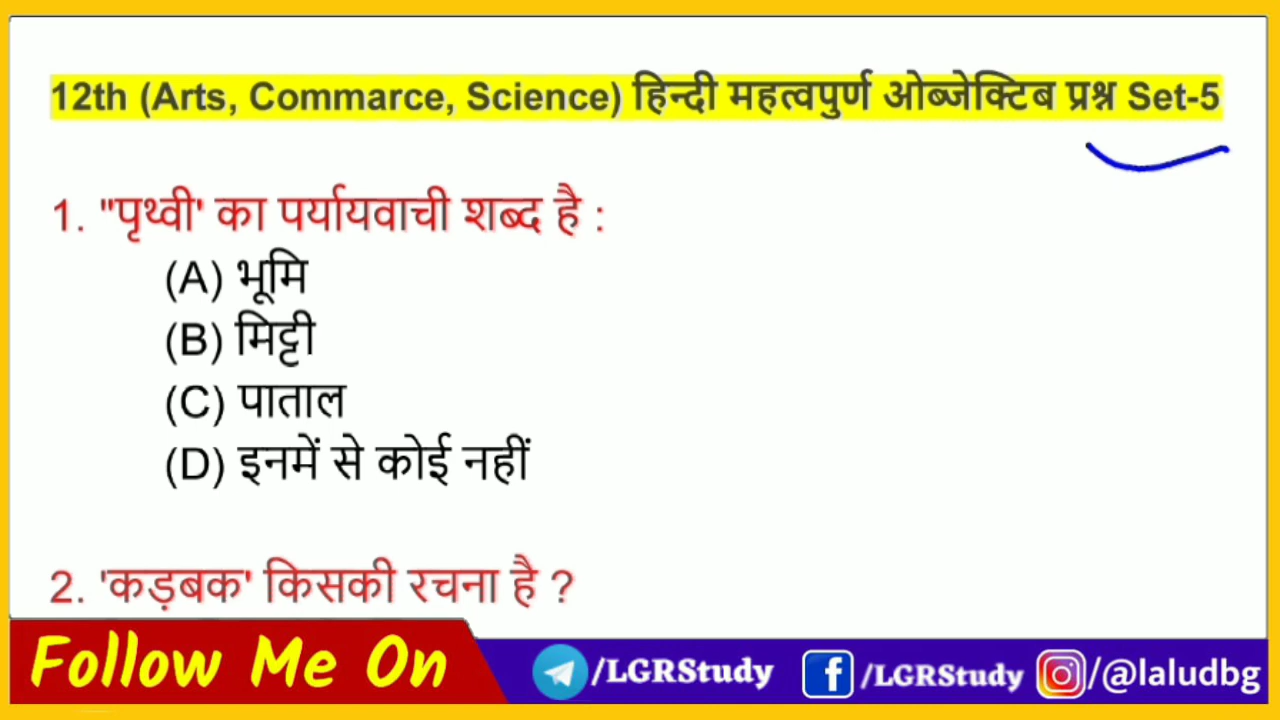 12th (Arts, Commarce, Science) हिन्दी महत्वपुर्ण ओब्जेक्टिब प्रश्न Set-5
1. "पृथ्वी' का पर्यायवाची शब्द है :
(A) भूमि
(B) मिट्टी
(C) पाताल
(D) इनमें से कोई नहीं
2. 'कड़बक' किसकी रचना है ?
Follow Me On /LGRStudy /LGRStudy /@laludbg